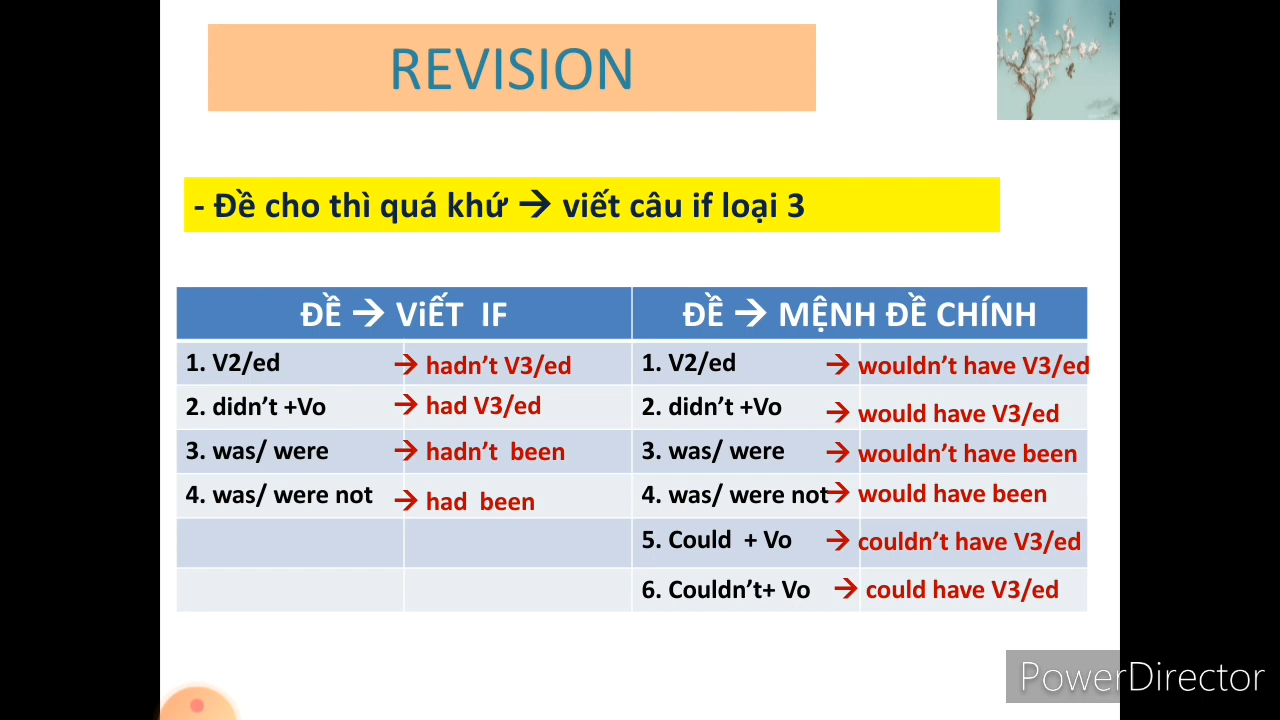 REVISION
- Đề cho thì quá khứ → viết câu if loại 3
ĐỀ → ViẾT IF ĐỀ → MỆNH ĐỀ CHÍNH
1. V2/ed → hadn't V3/ed 1. V2/ed → wouldn't have V3/ed
2. didn't +Vo → had V3/ed 2. didn't +Vo → would have V3/ed
3. was/ were → hadn't been 3. was/ were → wouldn't have been
4. was/ were not → had been 4. was/ were not → would have been
5. Could + Vo → couldn't have V3/ed
6. Couldn't+ Vo → could have V3/ed
PowerDirector